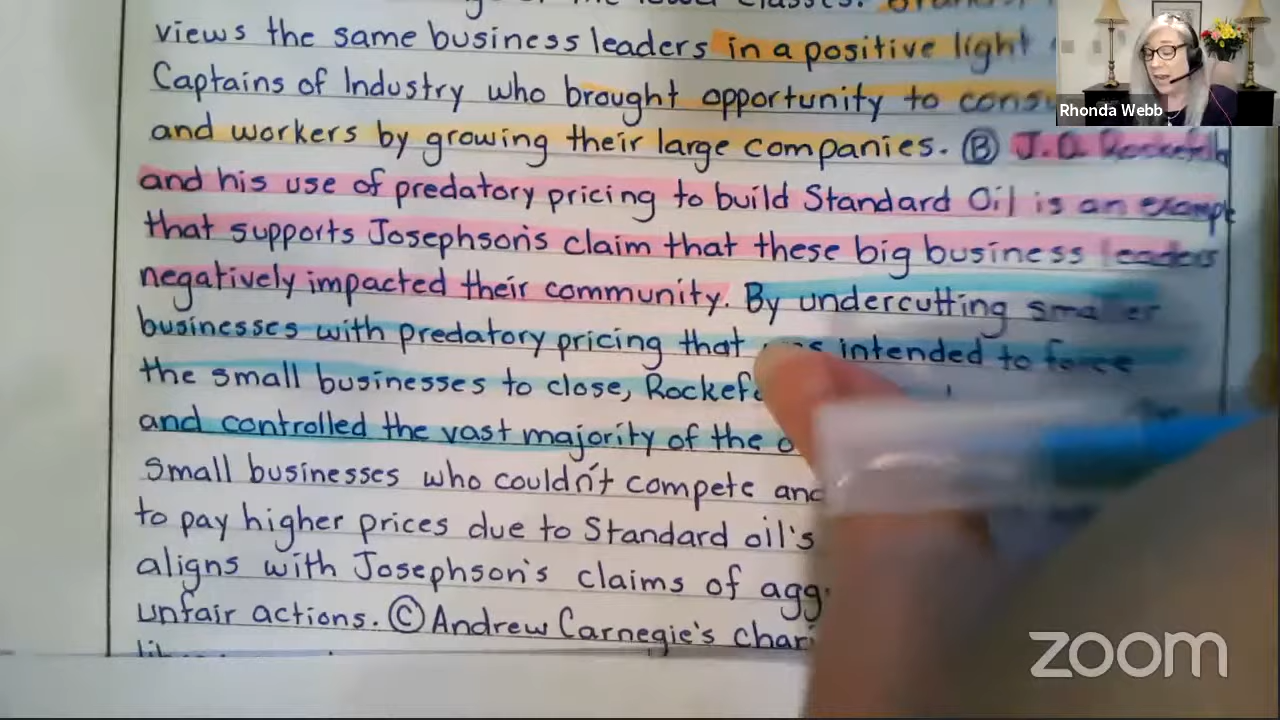 views the same business leaders in a positive light
Captains of Industry who brought opportunity to
and workers by growing their large companies. Ⓑ J.D.
and his use of predatory pricing to build Standard Oil is an
that supports Josephson's claim that these big business leaders
negatively impacted their community. By undercutting smaller
businesses with predatory pricing that intended to force
the small businesses to close,
and controlled the vast majority of the
small businesses who couldn't compete
to pay higher prices due to Standard oil's
aligns with Josephson's claims of
unfair actions. Ⓒ Andrew Carnegie's
Rhonda Webb
zoom